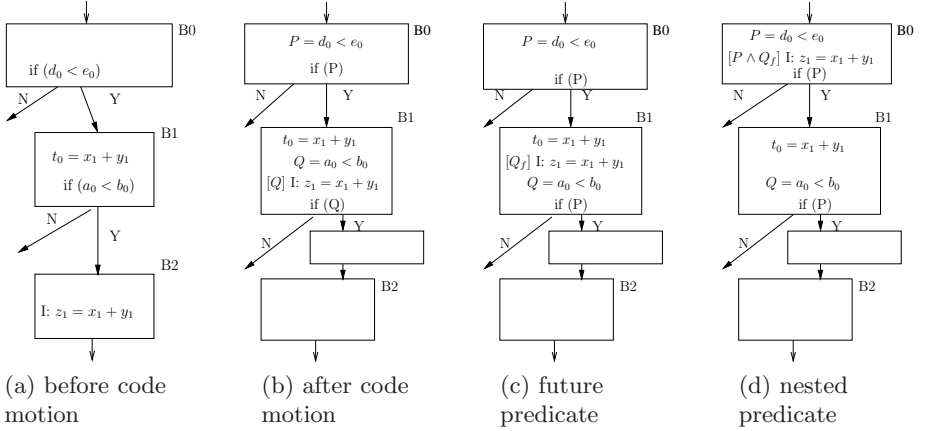 B0
if (d₀ < e₀)
N
Y
B1
t₀ = x₁ + y₁
if (a₀ < b₀)
N
Y
B2
I: z₁ = x₁ + y₁
(a) before code
motion
B0
P = d₀ < e₀
if (P)
N
Y
B1
t₀ = x₁ + y₁
Q = a₀ < b₀
[Q] I: z₁ = x₁ + y₁
if (Q)
N
Y
B2
(b) after code
motion
B0
P = d₀ < e₀
if (P)
N
Y
B1
t₀ = x₁ + y₁
[Q_f] I: z₁ = x₁ + y₁
Q = a₀ < b₀
if (P)
N
Y
B2
(c) future
predicate
B0
P = d₀ < e₀
[P ∧ Q_f] I: z₁ = x₁ + y₁
if (P)
N
Y
B1
t₀ = x₁ + y₁
Q = a₀ < b₀
if (P)
N
Y
B2
(d) nested
predicate